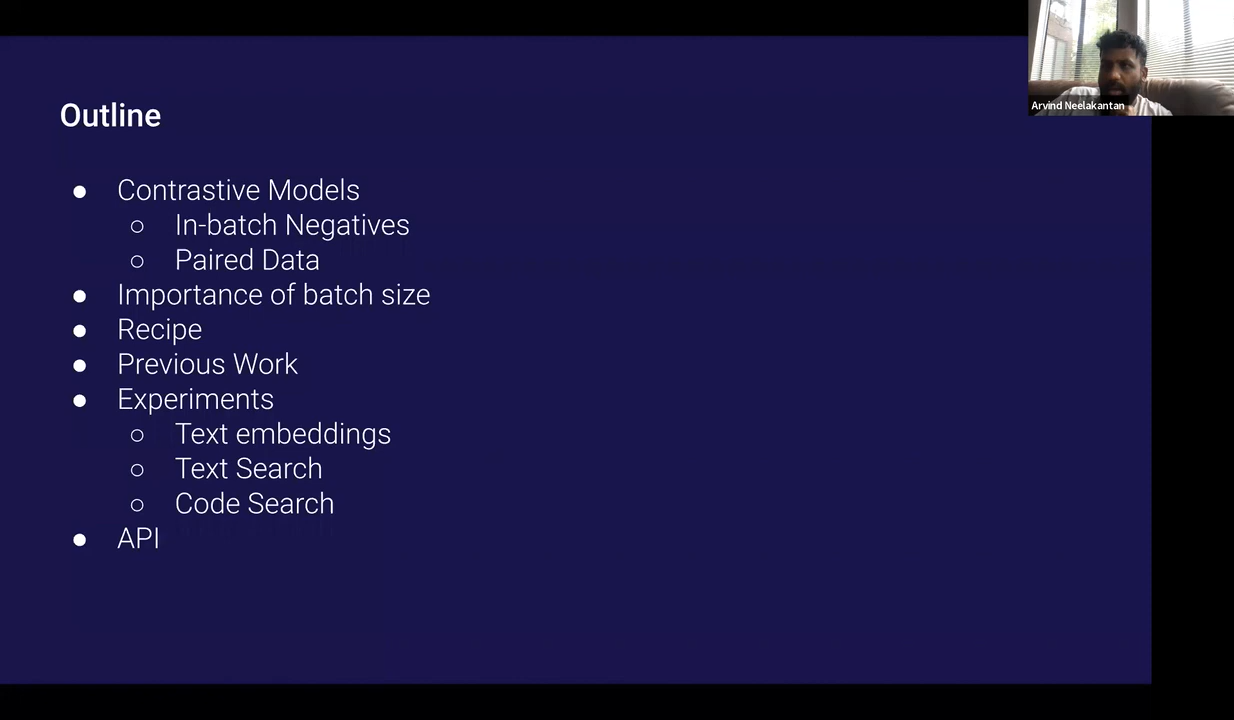 Arvind Neelakantan
Outline
● Contrastive Models
○ In-batch Negatives
○ Paired Data
● Importance of batch size
● Recipe
● Previous Work
● Experiments
○ Text embeddings
○ Text Search
○ Code Search
● API